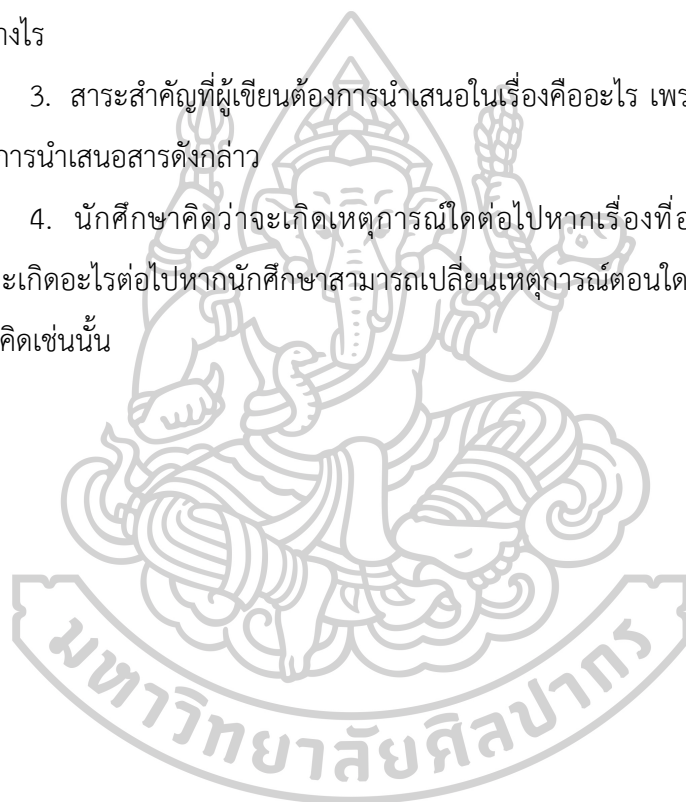 างไร
3. สาระสำคัญที่ผู้เขียนต้องการนำเสนอในเรื่องคืออะไร เพร
การนำเสนอสารดังกล่าว
4. นักศึกษาคิดว่าจะเกิดเหตุการณ์ใดต่อไปหากเรื่องที่อ
ะเกิดอะไรต่อไปหากนักศึกษาสามารถเปลี่ยนเหตุการณ์ตอนใด
คิดเช่นนั้น
มหาวิทยาลัยศิลปากร